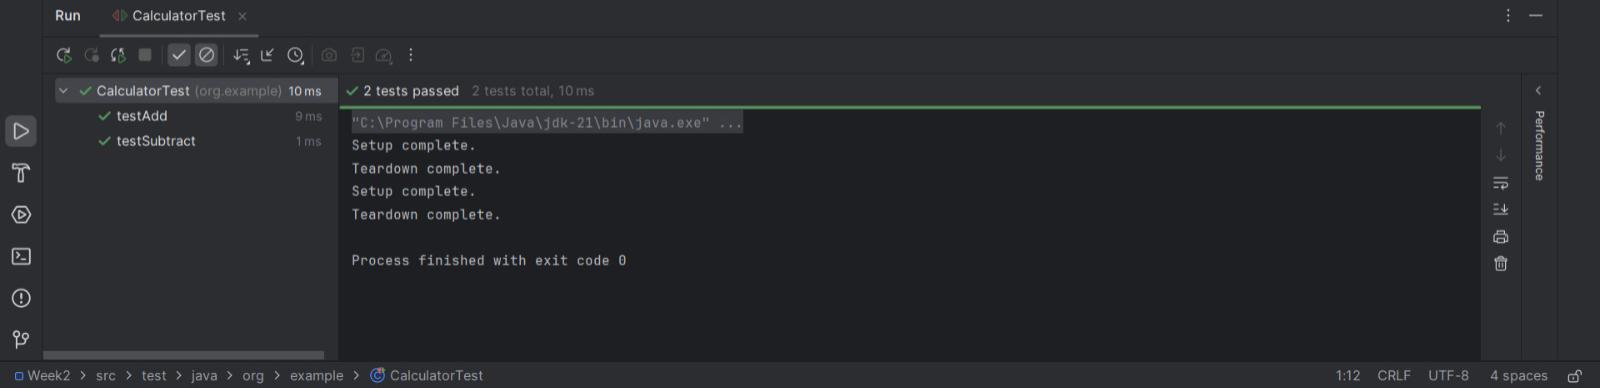 Run CalculatorTest
CalculatorTest (org.example) 10 ms
testAdd 9 ms
testSubtract 1 ms
2 tests passed 2 tests total, 10 ms
"C:\Program Files\Java\jdk-21\bin\java.exe" ...
Setup complete.
Teardown complete.
Setup complete.
Teardown complete.
Process finished with exit code 0
Performance
Week2 > src > test > java > org > example > CalculatorTest
1:12 CRLF UTF-8 4 spaces